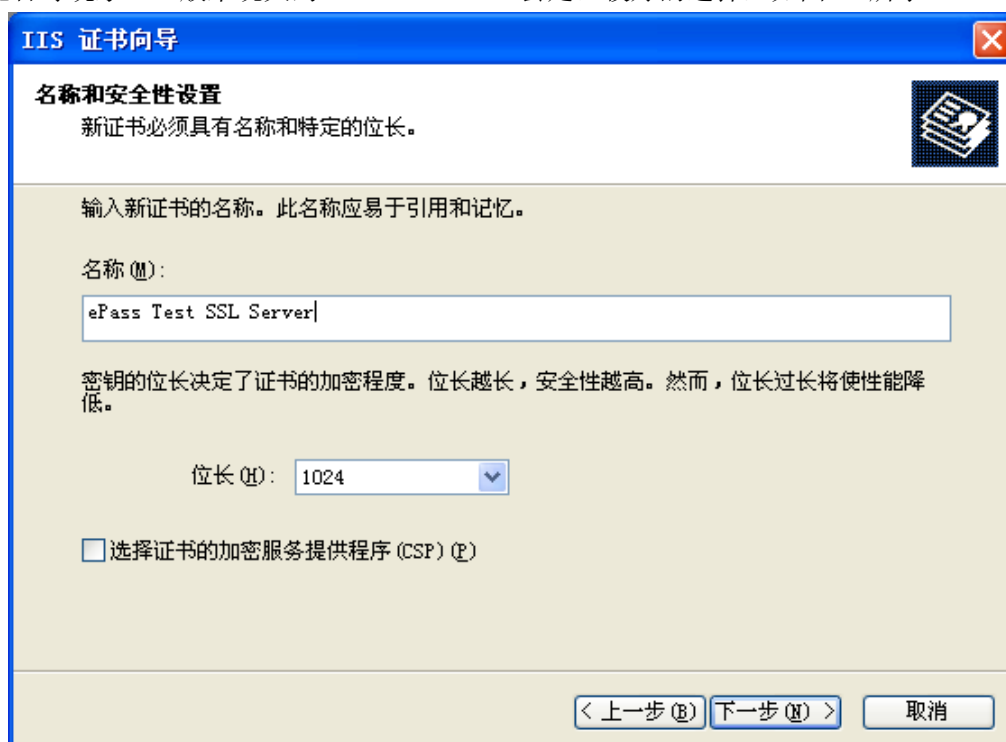 IIS 证书向导
名称和安全性设置
新证书必须具有名称和特定的位长。
输入新证书的名称。此名称应易于引用和记忆。
名称(M):
ePass Test SSL Server
密钥的位长决定了证书的加密程度。位长越长，安全性越高。然而，位长过长将使性能降
低。
位长(H): 1024
选择证书的加密服务提供程序(CSP)(P)
< 上一步(B) 下一步(N) > 取消